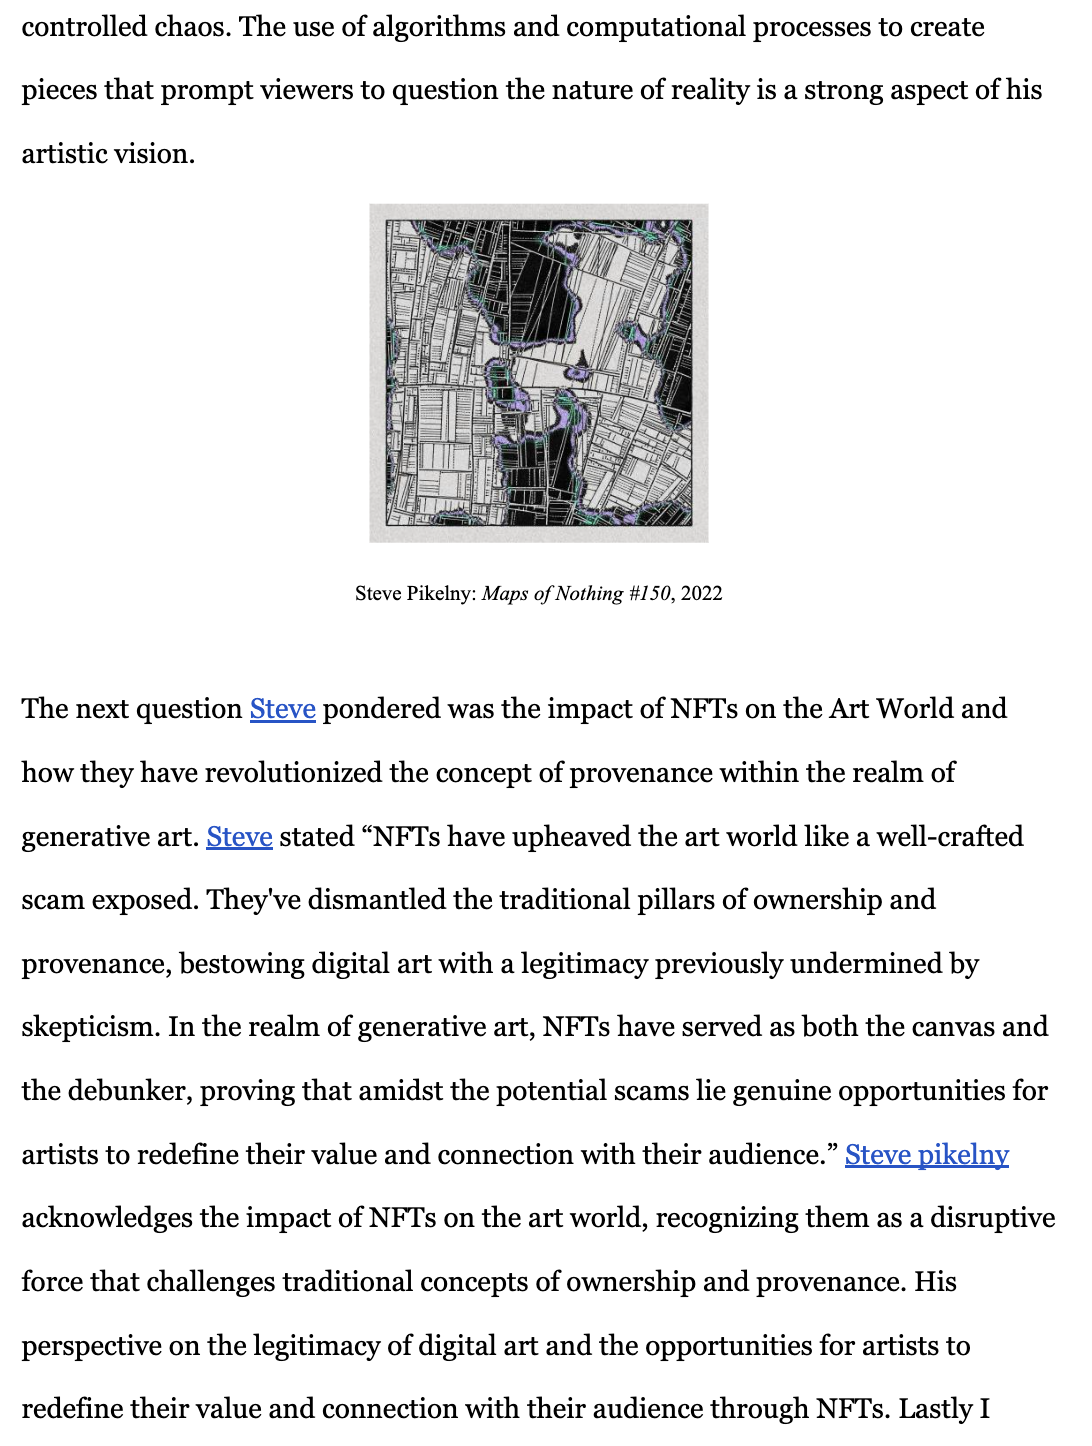 controlled chaos. The use of algorithms and computational processes to create
pieces that prompt viewers to question the nature of reality is a strong aspect of his
artistic vision.
Steve Pikelny: Maps of Nothing #150, 2022
The next question Steve pondered was the impact of NFTs on the Art World and
how they have revolutionized the concept of provenance within the realm of
generative art. Steve stated “NFTs have upheaved the art world like a well-crafted
scam exposed. They've dismantled the traditional pillars of ownership and
provenance, bestowing digital art with a legitimacy previously undermined by
skepticism. In the realm of generative art, NFTs have served as both the canvas and
the debunker, proving that amidst the potential scams lie genuine opportunities for
artists to redefine their value and connection with their audience.” Steve pikelny
acknowledges the impact of NFTs on the art world, recognizing them as a disruptive
force that challenges traditional concepts of ownership and provenance. His
perspective on the legitimacy of digital art and the opportunities for artists to
redefine their value and connection with their audience through NFTs. Lastly I